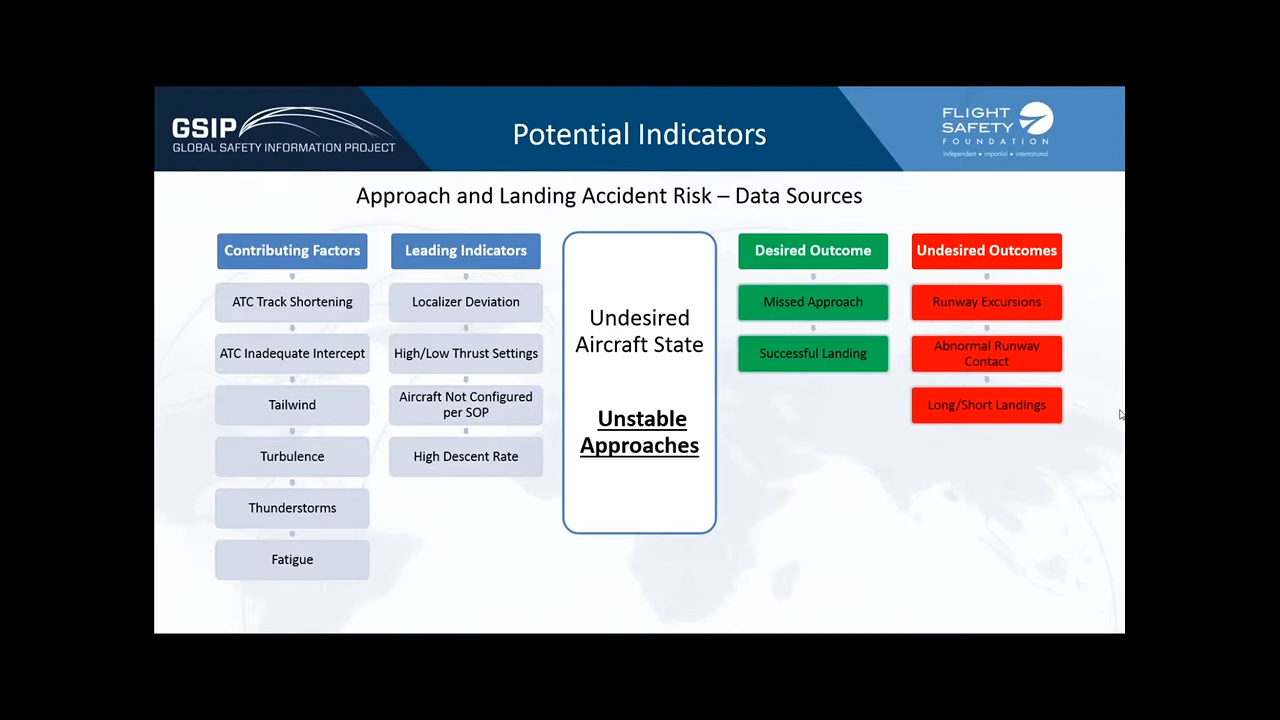 GSIP
GLOBAL SAFETY INFORMATION PROJECT
Potential Indicators
FLIGHT
SAFETY
FOUNDATION
independent • impartial • international
Approach and Landing Accident Risk – Data Sources
Contributing Factors
ATC Track Shortening
ATC Inadequate Intercept
Tailwind
Turbulence
Thunderstorms
Fatigue
Leading Indicators
Localizer Deviation
High/Low Thrust Settings
Aircraft Not Configured
per SOP
High Descent Rate
Undesired
Aircraft State
Unstable
Approaches
Desired Outcome
Missed Approach
Successful Landing
Undesired Outcomes
Runway Excursions
Abnormal Runway
Contact
Long/Short Landings